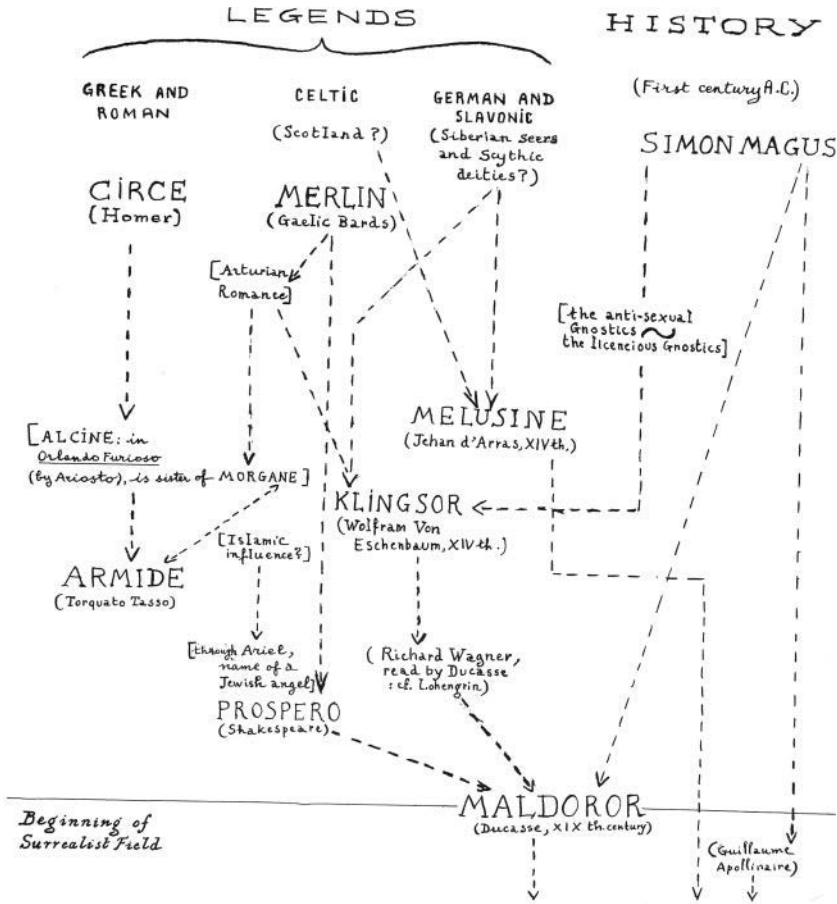 LEGENDS
HISTORY
GREEK AND
ROMAN
CELTIC
GERMAN AND
SLAVONIC
(First century A.C.)
(Scotland?)
(Siberian seers
and Scythic
deities?)
SIMON MAGUS
CIRCE
(Homer)
MERLIN
(Gaelic Bards)
[Arturian
Romance]
[the anti-sexual
Gnostics ~
the licencious Gnostics]
MELUSINE
(Jehan d'Arras, XIVth.)
[ALCINE: in
Orlando Furioso
(by Ariosto), is sister of MORGANE]
KLINGSOR
(Wolfram Von
Eschenbaum, XIVth.)
[Islamic
influence?]
ARMIDE
(Torquato Tasso)
[through Ariel,
name of a
Jewish angel]
(Richard Wagner,
read by Ducasse
: cf. Lohengrin)
PROSPERO
(Shakespeare)
MALDOROR
(Ducasse, XIXth. century)
Beginning of
Surrealist Field
(Guillaume
Apollinaire)